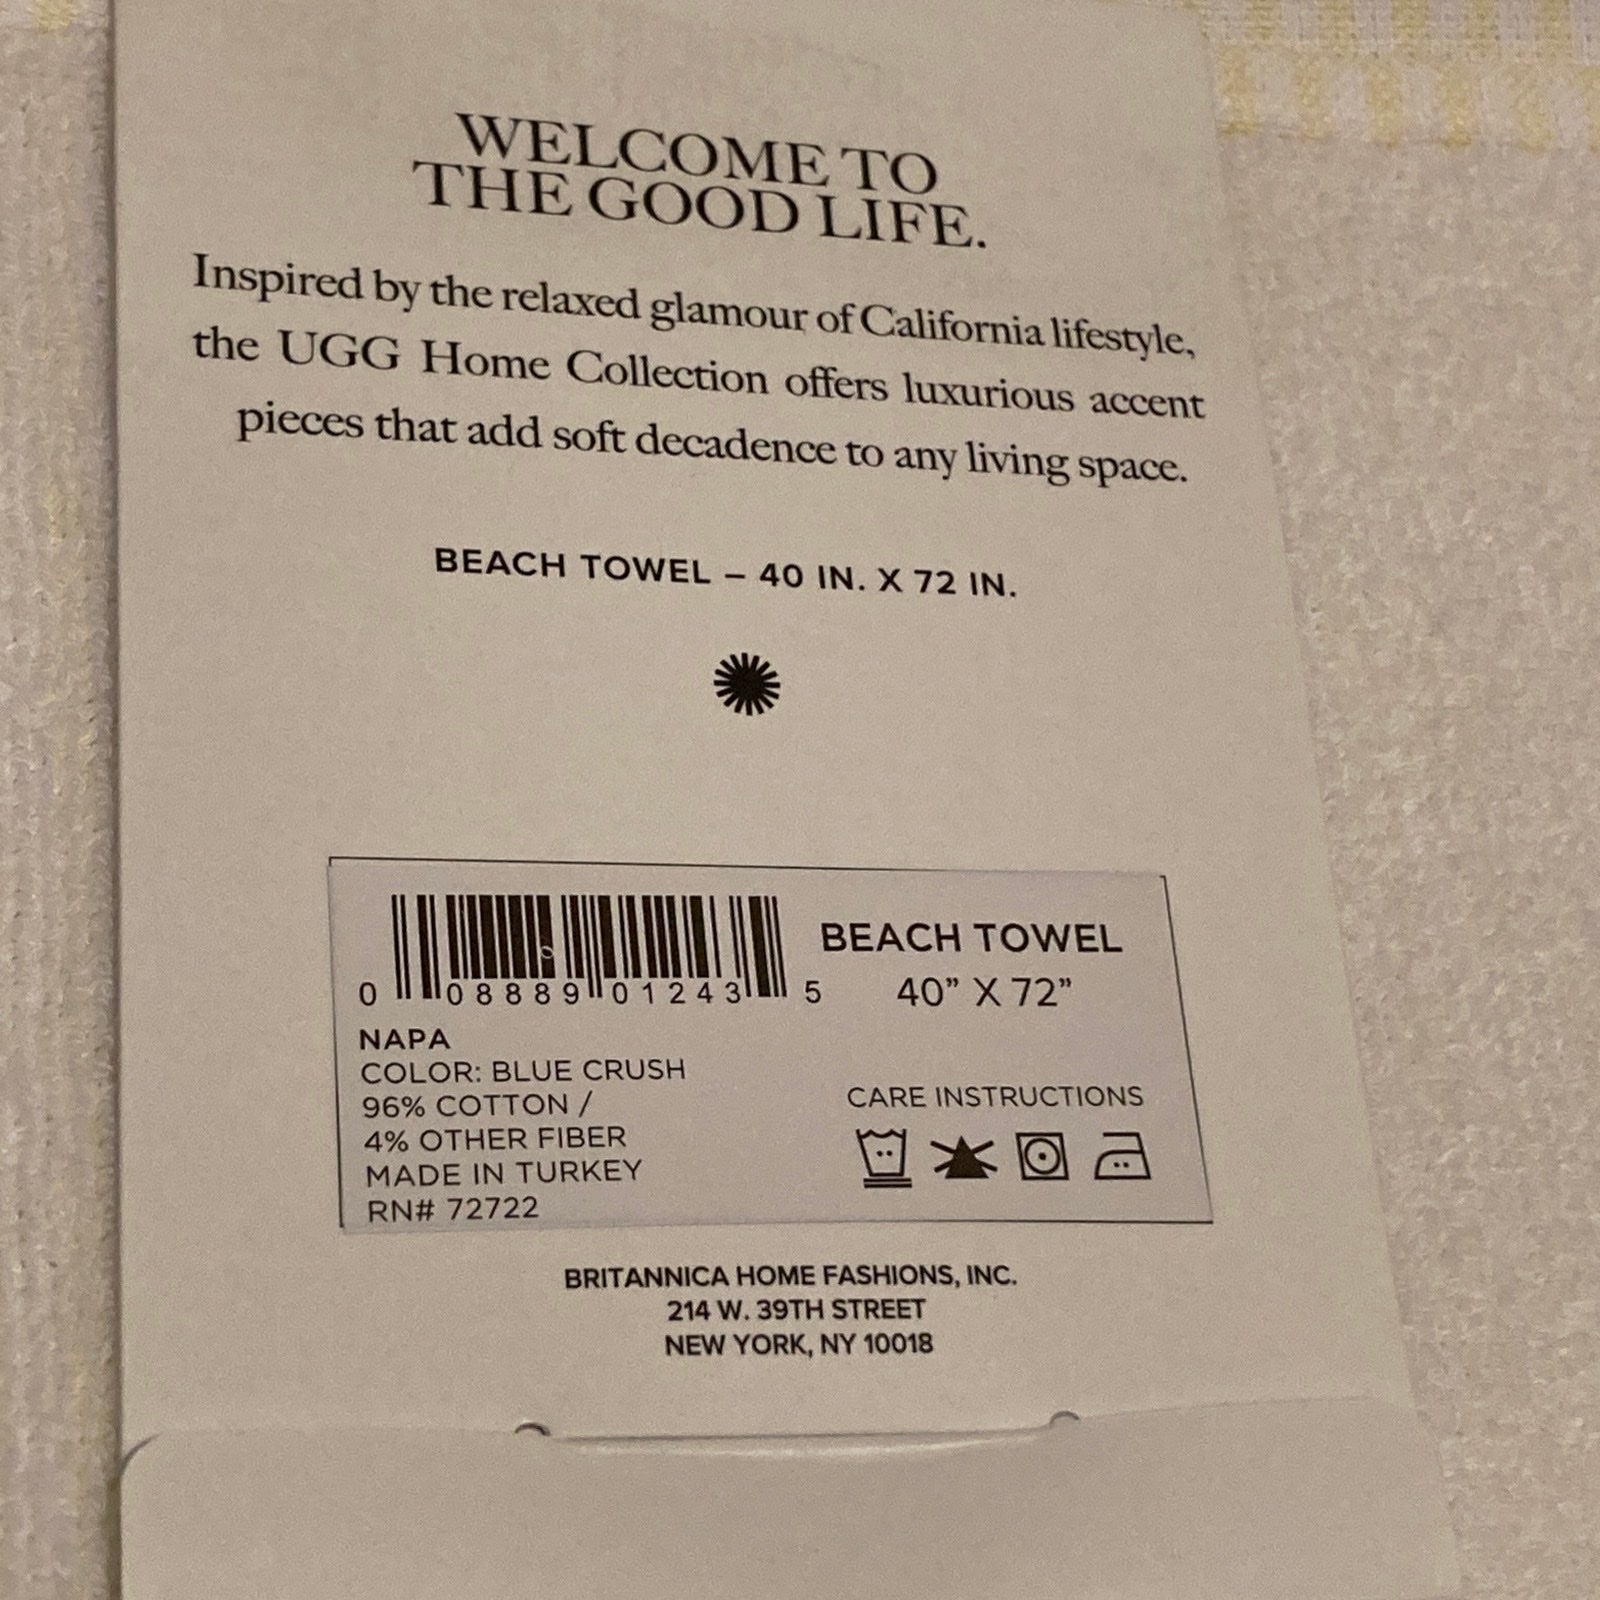 WELCOME TO
THE GOOD LIFE.
Inspired by the relaxed glamour of California lifestyle,
the UGG Home Collection offers luxurious accent
pieces that add soft decadence to any living space.
BEACH TOWEL – 40 IN. X 72 IN.
0 08889 01243 5
BEACH TOWEL
40” X 72”
NAPA
COLOR: BLUE CRUSH
96% COTTON /
4% OTHER FIBER
MADE IN TURKEY
RN# 72722
CARE INSTRUCTIONS
BRITANNICA HOME FASHIONS, INC.
214 W. 39TH STREET
NEW YORK, NY 10018